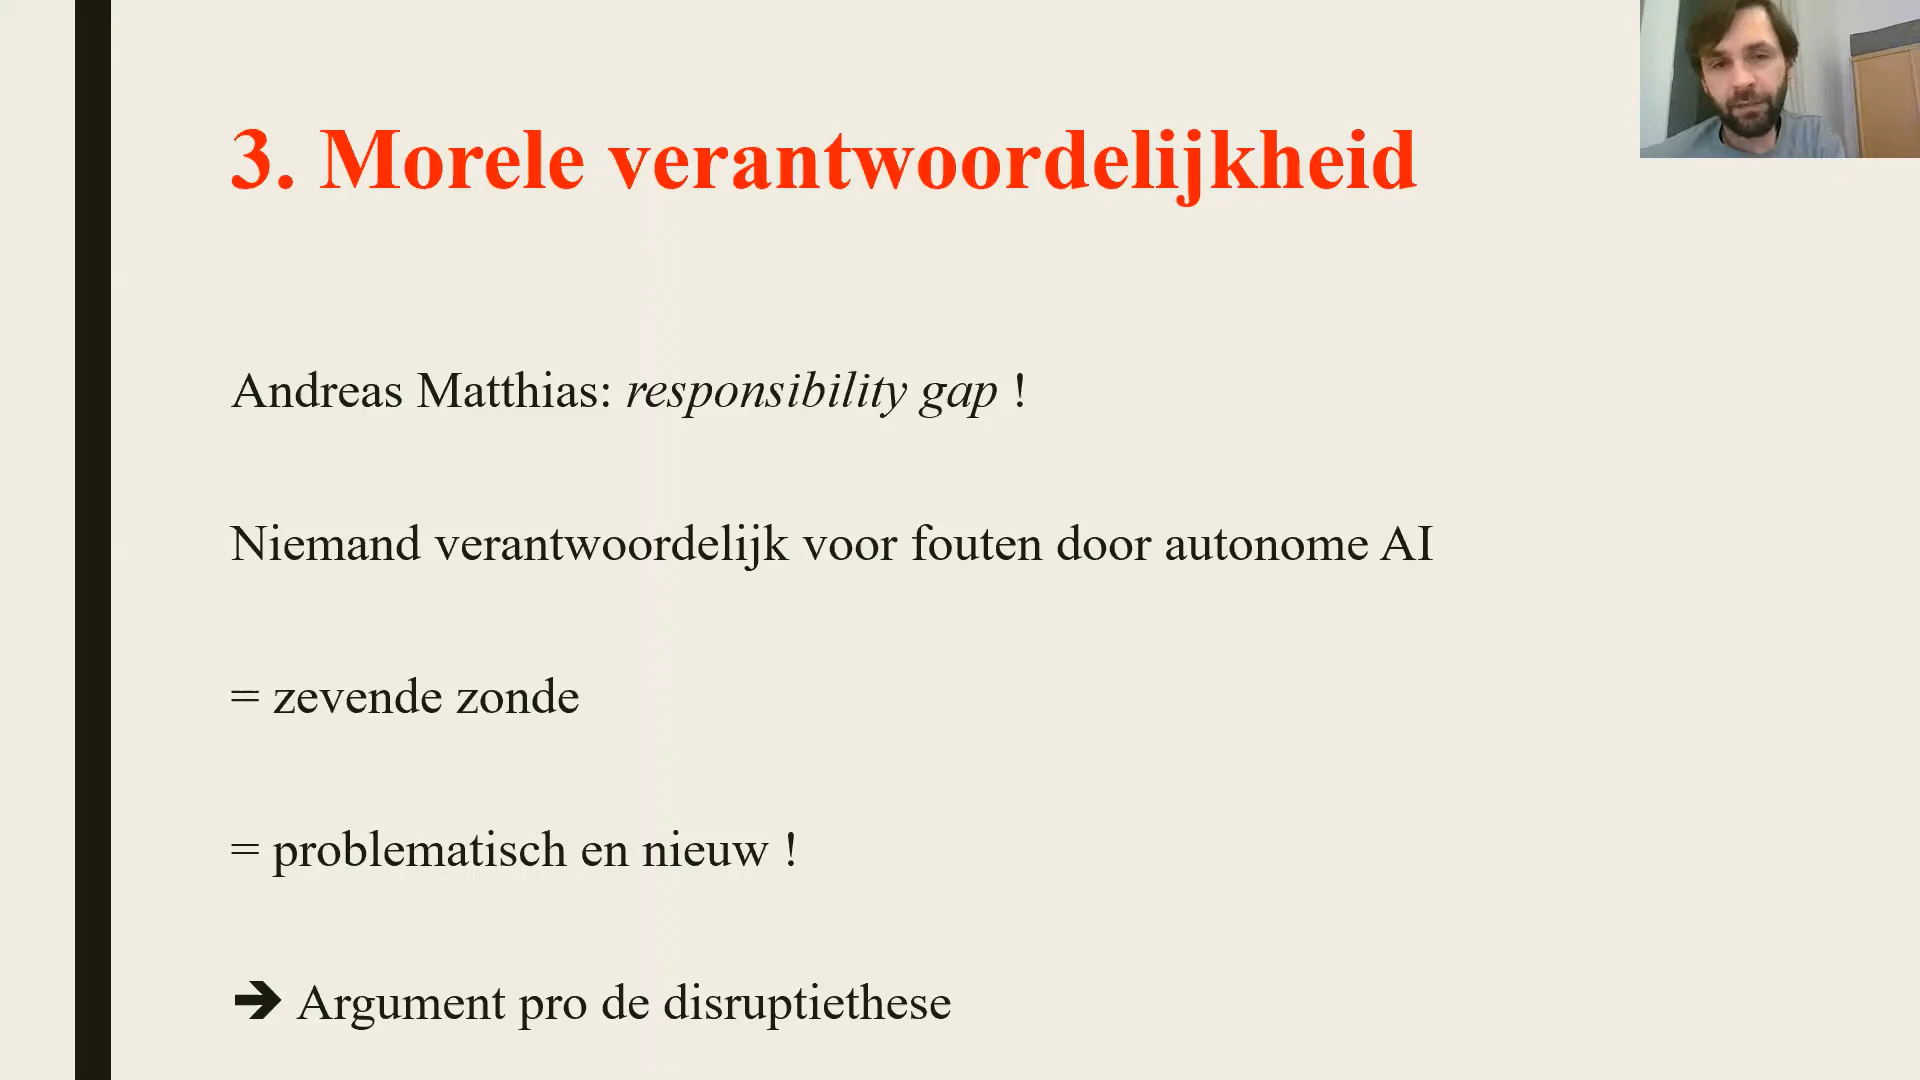 3. Morele verantwoordelijkheid
Andreas Matthias: responsibility gap !
Niemand verantwoordelijk voor fouten door autonome AI
= zevende zonde
= problematisch en nieuw !
➔ Argument pro de disruptiethese